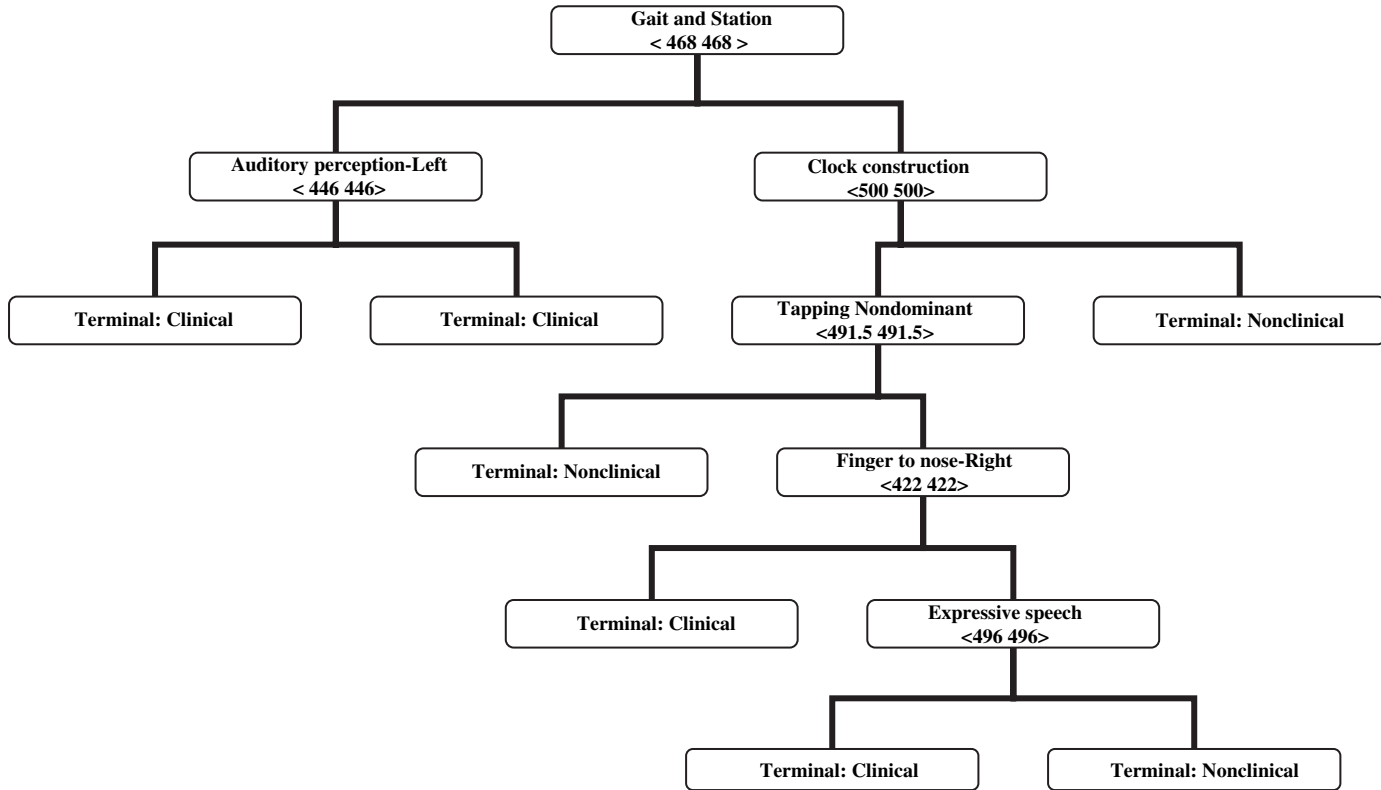 Gait and Station
< 468 468 >
Auditory perception-Left
< 446 446>
Clock construction
<500 500>
Terminal: Clinical
Terminal: Clinical
Tapping Nondominant
<491.5 491.5>
Terminal: Nonclinical
Terminal: Nonclinical
Finger to nose-Right
<422 422>
Terminal: Clinical
Expressive speech
<496 496>
Terminal: Clinical
Terminal: Nonclinical